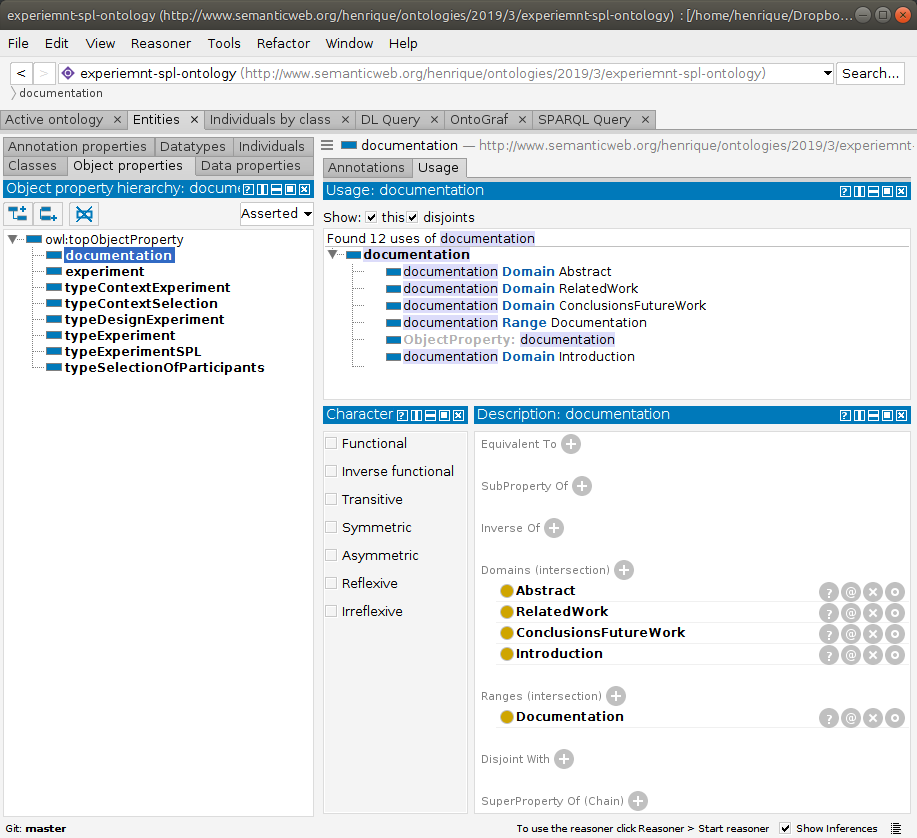 experiemnt-spl-ontology (http://www.semanticweb.org/henrique/ontologies/2019/3/experiemnt-spl-ontology) : [/home/henrique/Dropbo...
File Edit View Reasoner Tools Refactor Window Help
< > experiemnt-spl-ontology (http://www.semanticweb.org/henrique/ontologies/2019/3/experiemnt-spl-ontology) Search...
documentation
Active ontology × Entities × Individuals by class × DL Query × OntoGraf × SPARQL Query ×
Annotation properties Datatypes Individuals
Classes Object properties Data properties
Object property hierarchy: docum
Asserted
owl:topObjectProperty
documentation
experiment
typeContextExperiment
typeContextSelection
typeDesignExperiment
typeExperiment
typeExperimentSPL
typeSelectionOfParticipants
documentation — http://www.semanticweb.org/henrique/ontologies/2019/3/experiemnt-
Annotations Usage
Usage: documentation
Show: this disjoints
Found 12 uses of documentation
documentation
documentation Domain Abstract
documentation Domain RelatedWork
documentation Domain ConclusionsFutureWork
documentation Range Documentation
ObjectProperty: documentation
documentation Domain Introduction
Character
Functional
Inverse functional
Transitive
Symmetric
Asymmetric
Reflexive
Irreflexive
Description: documentation
Equivalent To
SubProperty Of
Inverse Of
Domains (intersection)
Abstract
RelatedWork
ConclusionsFutureWork
Introduction
Ranges (intersection)
Documentation
Disjoint With
SuperProperty Of (Chain)
Git: master
To use the reasoner click Reasoner > Start reasoner Show Inferences